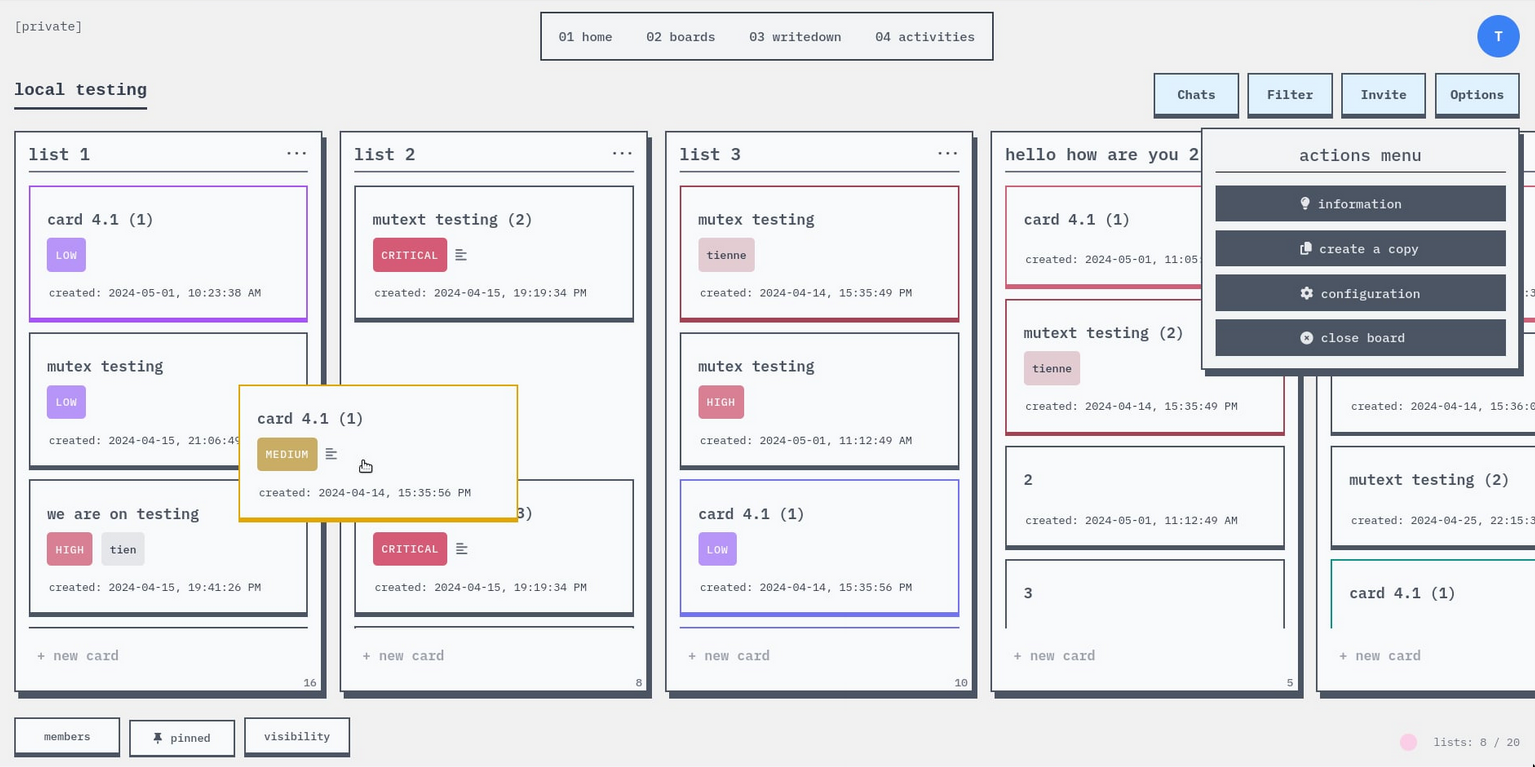 [private]
01 home 02 boards 03 writedown 04 activities
T
local testing
Chats Filter Invite Options
list 1 ...
card 4.1 (1)
LOW
created: 2024-05-01, 10:23:38 AM
mutex testing
LOW
created: 2024-04-15, 21:06:49
we are on testing
HIGH tien
created: 2024-04-15, 19:41:26 PM
+ new card
16
list 2 ...
mutext testing (2)
CRITICAL
created: 2024-04-15, 19:19:34 PM
card 4.1 (1)
MEDIUM
created: 2024-04-14, 15:35:56 PM
3)
CRITICAL
created: 2024-04-15, 19:19:34 PM
+ new card
8
list 3 ...
mutex testing
tienne
created: 2024-04-14, 15:35:49 PM
mutex testing
HIGH
created: 2024-05-01, 11:12:49 AM
card 4.1 (1)
LOW
created: 2024-04-14, 15:35:56 PM
+ new card
10
hello how are you 2
card 4.1 (1)
created: 2024-05-01, 11:05:
mutext testing (2)
tienne
created: 2024-04-14, 15:35:49 PM
2
created: 2024-05-01, 11:12:49 AM
3
+ new card
5
actions menu
information
create a copy
configuration
close board
created: 2024-04-14, 15:36:0
mutext testing (2)
created: 2024-04-25, 22:15:3
card 4.1 (1)
+ new card
members pinned visibility
lists: 8 / 20